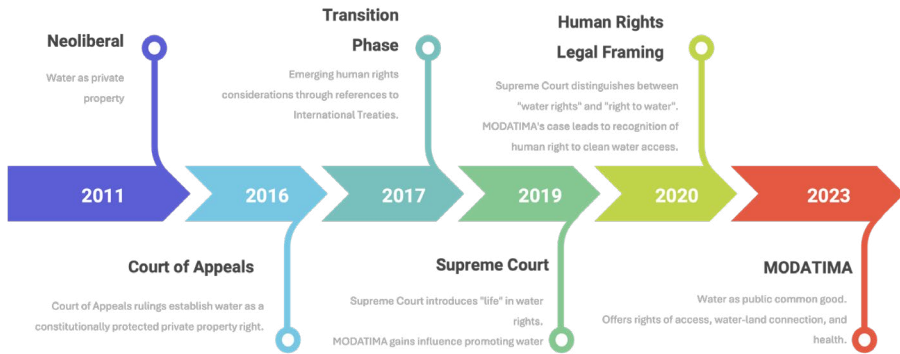 Neoliberal
Water as private
property
Transition
Phase
Emerging human rights
considerations through references to
International Treaties.
Human Rights
Legal Framing
Supreme Court distinguishes between
"water rights" and "right to water".
MODATIMA's case leads to recognition of
human right to clean water access.
2011
2016
2017
2019
2020
2023
Court of Appeals
Court of Appeals rulings establish water as a
constitutionally protected private property right.
Supreme Court
Supreme Court introduces "life" in water
rights.
MODATIMA gains influence promoting water
MODATIMA
Water as public common good.
Offers rights of access, water-land connection, and
health.